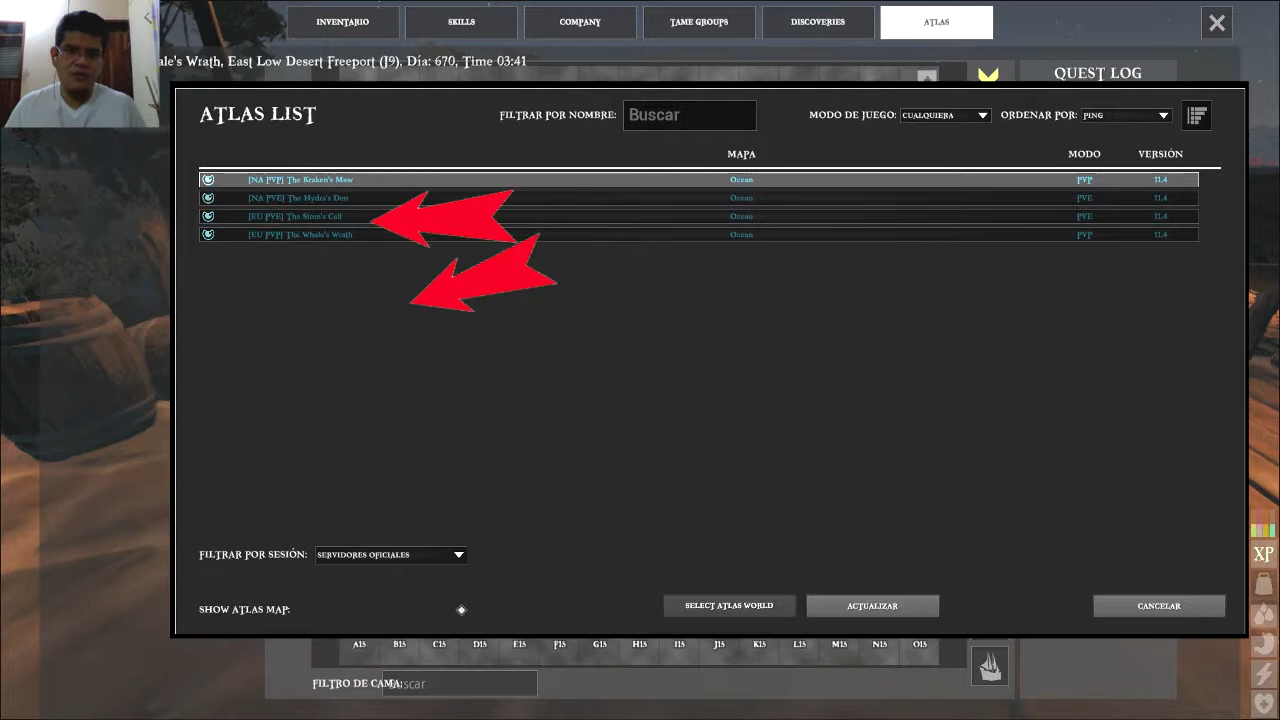 INVENTARIO SKILLS COMPANY TAME GROUPS DISCOVERIES ATLAS
ale's Wrath, East Low Desert Freeport (J9), Día: 670, Time 03:41
QUEST LOG
ATLAS LIST
FILTRAR POR NOMBRE: Buscar
MODO DE JUEGO: CUALQUIERA
ORDENAR POR: PING
MAPA MODO VERSIÓN
[NA PVP] The Kraken's Maw Ocean PVP 11.4
[NA PVE] The Hydra's Den Ocean PVE 11.4
[EU PVE] The Siren's Call Ocean PVE 11.4
[EU PVP] The Whale's Wrath Ocean PVP 11.4
FILTRAR POR SESIÓN: SERVIDORES OFICIALES
XP
SHOW ATLAS MAP:
SELECT ATLAS WORLD ACTUALIZAR CANCELAR
A15 B15 C15 D15 E15 F15 G15 H15 I15 J15 K15 L15 M15 N15 O15
FILTRO DE CAMA: Buscar